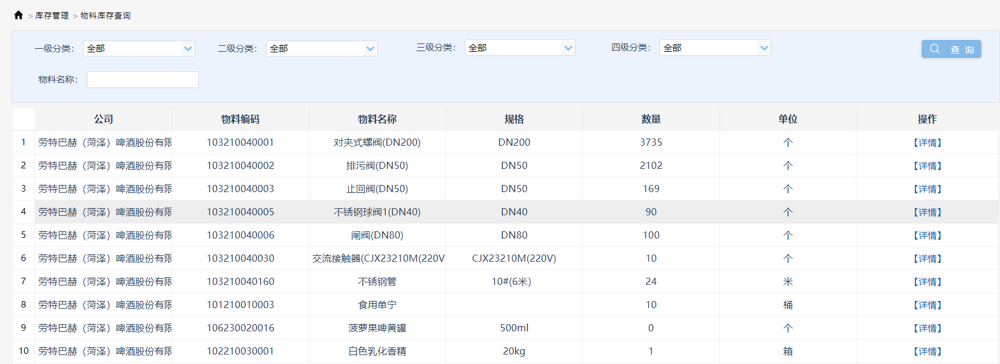 > 库存管理 > 物料库存查询
一级分类： 全部 二级分类： 全部 三级分类： 全部 四级分类： 全部 查 询
物料名称：
公司 物料编码 物料名称 规格 数量 单位 操作
1 劳特巴赫（菏泽）啤酒股份有限 103210040001 对夹式螺阀(DN200) DN200 3735 个 【详情】
2 劳特巴赫（菏泽）啤酒股份有限 103210040002 排污阀(DN50) DN50 2102 个 【详情】
3 劳特巴赫（菏泽）啤酒股份有限 103210040003 止回阀(DN50) DN50 169 个 【详情】
4 劳特巴赫（菏泽）啤酒股份有限 103210040005 不锈钢球阀1(DN40) DN40 90 个 【详情】
5 劳特巴赫（菏泽）啤酒股份有限 103210040006 闸阀(DN80) DN80 100 个 【详情】
6 劳特巴赫（菏泽）啤酒股份有限 103210040030 交流接触器(CJX23210M(220V CJX23210M(220V) 10 个 【详情】
7 劳特巴赫（菏泽）啤酒股份有限 103210040160 不锈钢管 10#(6米） 24 米 【详情】
8 劳特巴赫（菏泽）啤酒股份有限 101210010003 食用单宁 10 桶 【详情】
9 劳特巴赫（菏泽）啤酒股份有限 106230020016 菠萝果啤黄罐 500ml 0 个 【详情】
10 劳特巴赫（菏泽）啤酒股份有限 102210030001 白色乳化香精 20kg 1 箱 【详情】